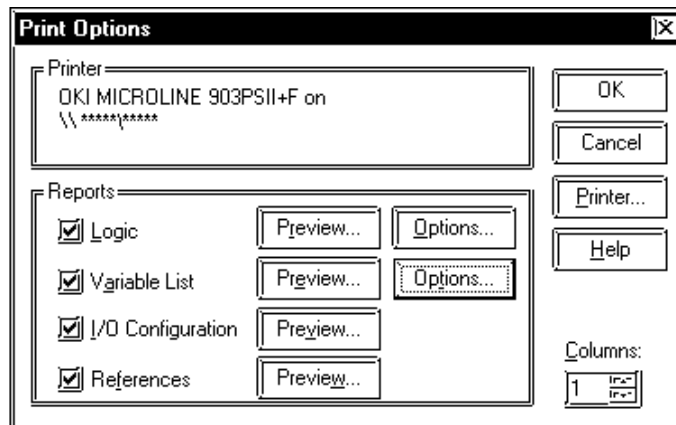 Print Options
Printer
OKI MICROLINE 903PSII+F on
\\ *****\*****
OK
Cancel
Printer...
Help
Reports
Logic Preview... Options...
Variable List Preview... Options...
I/O Configuration Preview...
References Preview...
Columns:
1